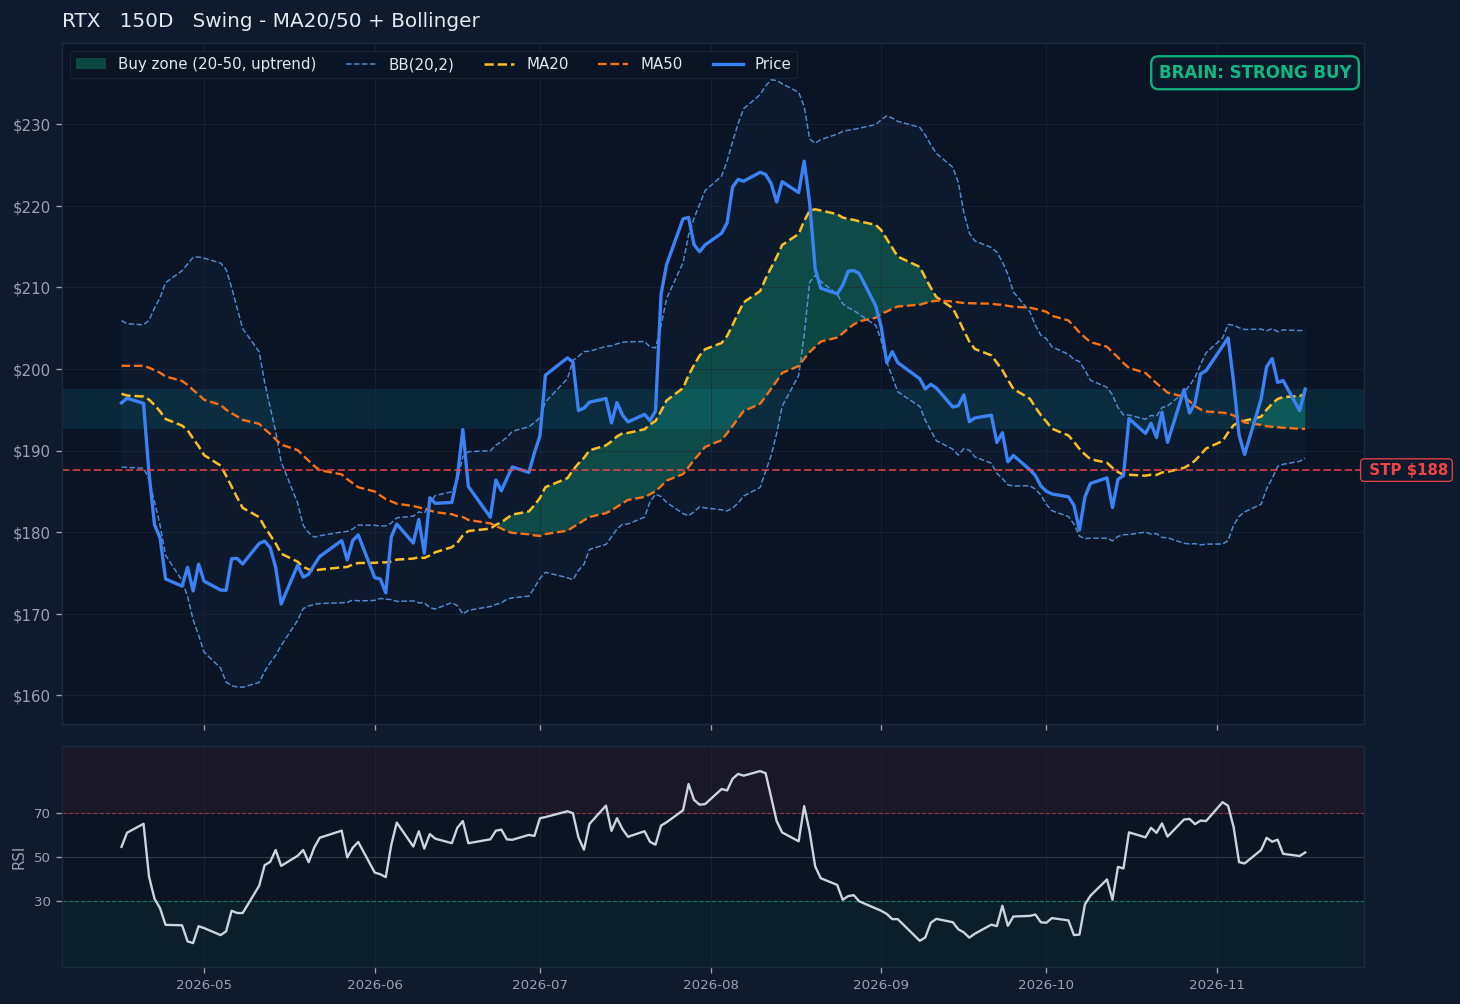 RTX 150D Swing - MA20/50 + Bollinger
Buy zone (20-50, uptrend) BB(20,2) MA20 MA50 Price
BRAIN: STRONG BUY
$230
$220
$210
$200
$190
STP $188
$180
$170
$160
RSI
70
50
30
2026-05 2026-06 2026-07 2026-08 2026-09 2026-10 2026-11